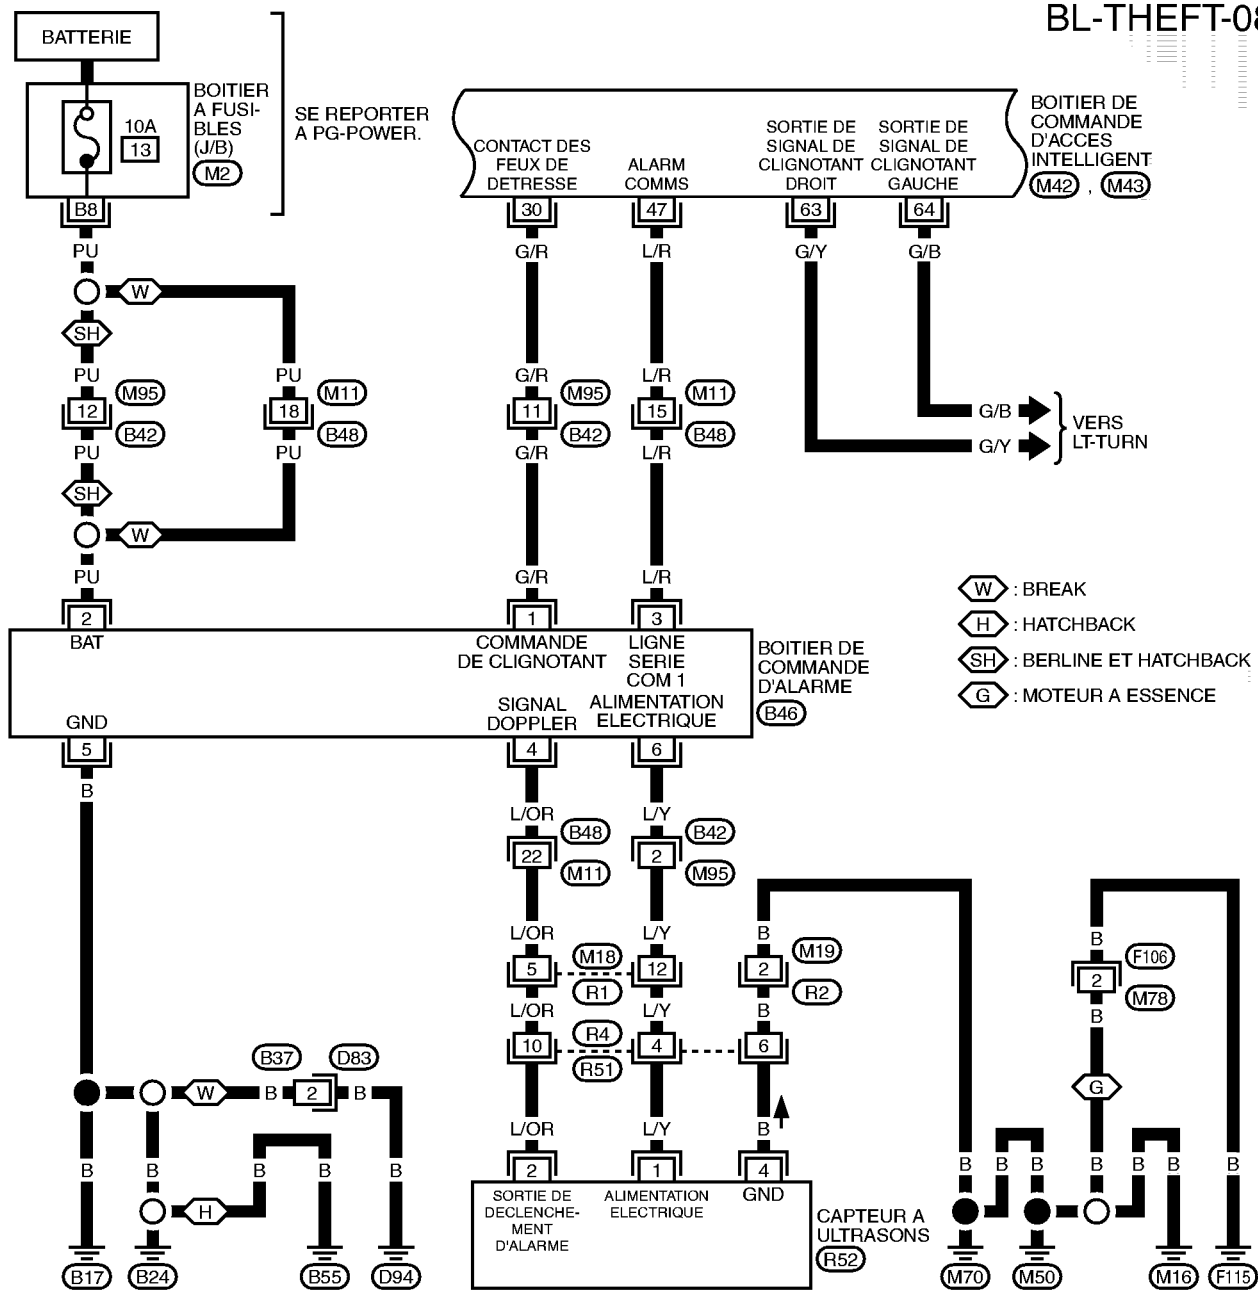 BL-THEFT-08
BATTERIE
BOITIER
A FUSI-
BLES
(J/B)
M2
10A
13
SE REPORTER
A PG-POWER.
B8
CONTACT DES
FEUX DE
DETRESSE
ALARM
COMMS
SORTIE DE
SIGNAL DE
CLIGNOTANT
DROIT
SORTIE DE
SIGNAL DE
CLIGNOTANT
GAUCHE
BOITIER DE
COMMANDE
D'ACCES
INTELLIGENT
M42 , M43
30 47 63 64
PU G/R L/R G/Y G/B
W
SH
PU PU G/R L/R
M95 M11 M95 M11
12 18 11 15
B42 B48 B42 B48
PU PU G/R L/R
G/B
G/Y
VERS
LT-TURN
SH
W
PU G/R L/R
2 1 3
BAT
COMMANDE
DE CLIGNOTANT
LIGNE
SERIE
COM 1
SIGNAL
DOPPLER
ALIMENTATION
ELECTRIQUE
GND
BOITIER DE
COMMANDE
D'ALARME
B46
W : BREAK
H : HATCHBACK
SH : BERLINE ET HATCHBACK
G : MOTEUR A ESSENCE
5 4 6
B
L/OR L/Y
B48 B42
22 2
M11 M95
L/OR L/Y B B
M18 M19 F106
5 12 2 2
R1 R2 M78
L/OR L/Y B B
R4
10 4 6
R51
B37 D83
W B 2 B
G
L/OR L/Y B
B B B B B
2 1 4
B B B B B B
SORTIE DE
DECLENCHE-
MENT
D'ALARME
ALIMENTATION
ELECTRIQUE
GND
H
CAPTEUR A
ULTRASONS
R52
B17 B24 B55 D94 M70 M50 M16 F115